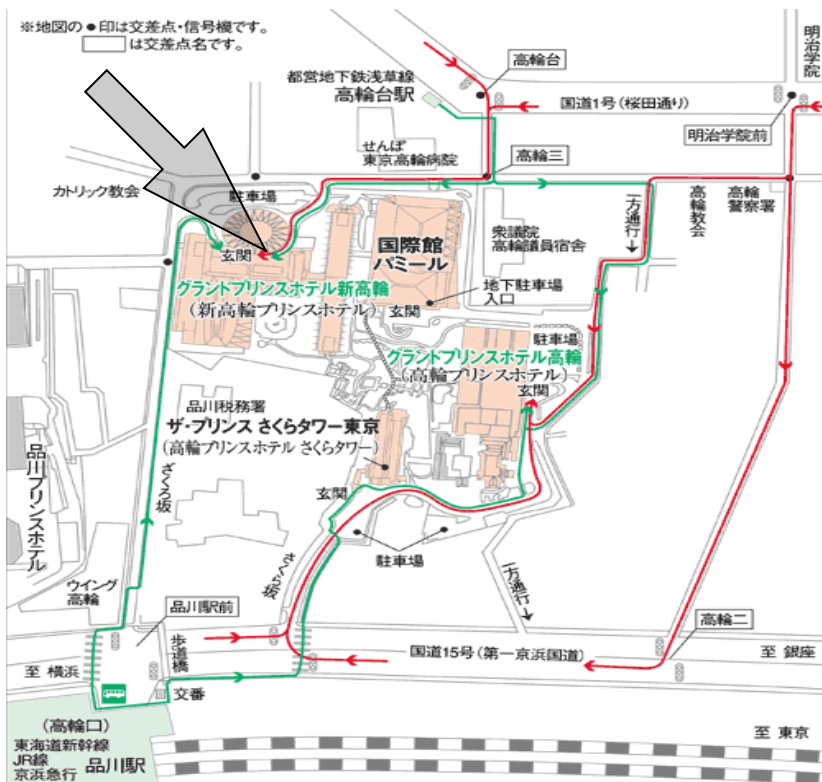 ※地図の●印は交差点・信号機です。
□は交差点名です。
高輪台
都営地下鉄浅草線
高輪台駅
国道1号(桜田通り)
明治学院
明治学院前
せんぽ
東京高輪病院
高輪三
カトリック教会
駐車場
一方通行→
高輪教会
高輪警察署
国際館
パミール
衆議院
高輪議員宿舎
玄関
グランドプリンスホテル新高輪
(新高輪プリンスホテル)
地下駐車場
入口
玄関
駐車場
グランドプリンスホテル高輪
(高輪プリンスホテル)
玄関
品川税務署
ザ・プリンス さくらタワー東京
(高輪プリンスホテル さくらタワー)
品川プリンスホテル
ざくろ坂
玄関
駐車場
さくら坂
一方通行→
ウイング
高輪
品川駅前
歩道橋
高輪二
至 横浜
国道15号(第一京浜国道)
至 銀座
交番
(高輪口)
東海道新幹線
JR線
京浜急行
品川駅
至 東京